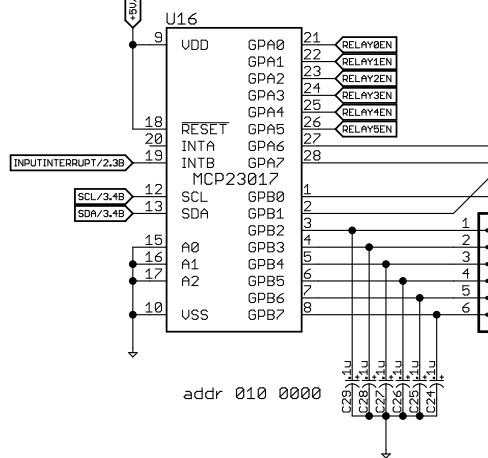 +5V
U16
9 VDD GPA0 21 RELAY0EN
GPA1 22 RELAY1EN
GPA2 23 RELAY2EN
GPA3 24 RELAY3EN
GPA4 25 RELAY4EN
18 RESET GPA5 26 RELAY5EN
20 INTA GPA6 27
INPUTINTERRUPT/2.3B 19 INTB GPA7 28
MCP23017
SCL/3.4B 12 SCL GPB0 1
SDA/3.4B 13 SDA GPB1 2
GPB2 3 1
15 A0 GPB3 4 2
16 A1 GPB4 5 3
17 A2 GPB5 6 4
GPB6 7 5
10 VSS GPB7 8 6
C29 .1u
C28 .1u
C27 .1u
C26 .1u
C25 .1u
C24 .1u
addr 010 0000